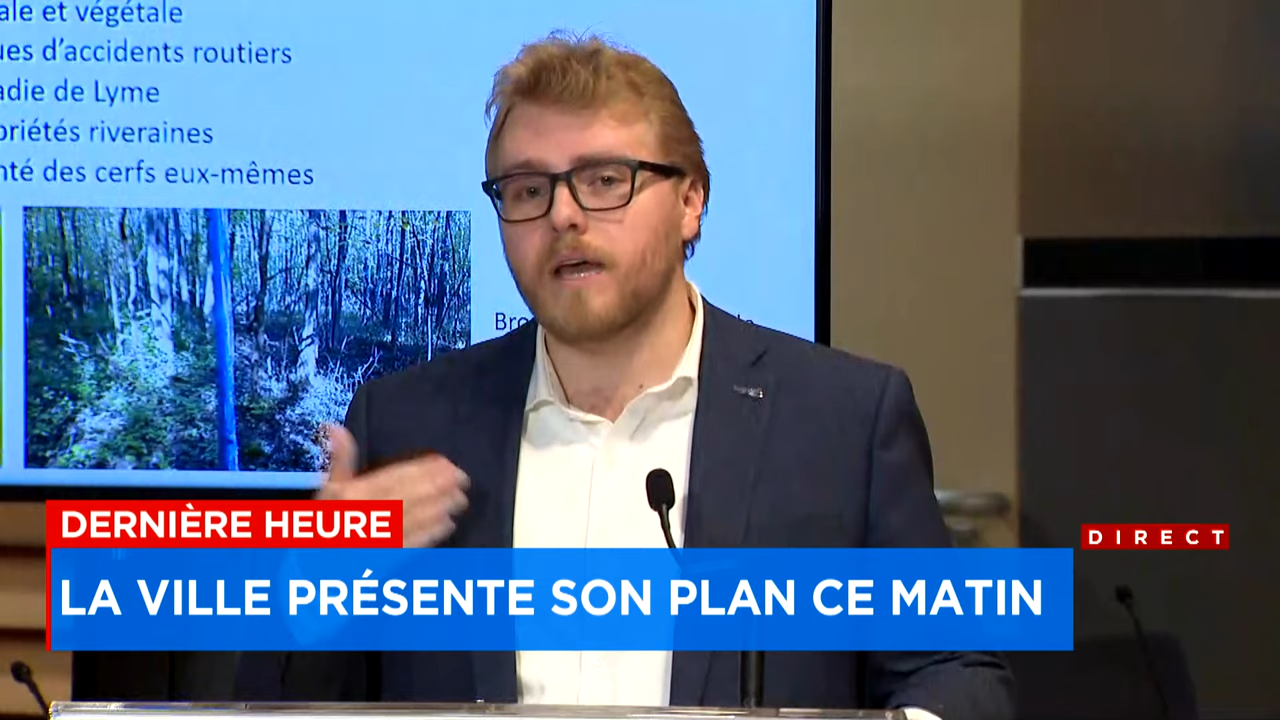 ale et végétale
ues d'accidents routiers
adie de Lyme
priétés riveraines
nté des cerfs eux-mêmes
DERNIÈRE HEURE
DIRECT
LA VILLE PRÉSENTE SON PLAN CE MATIN